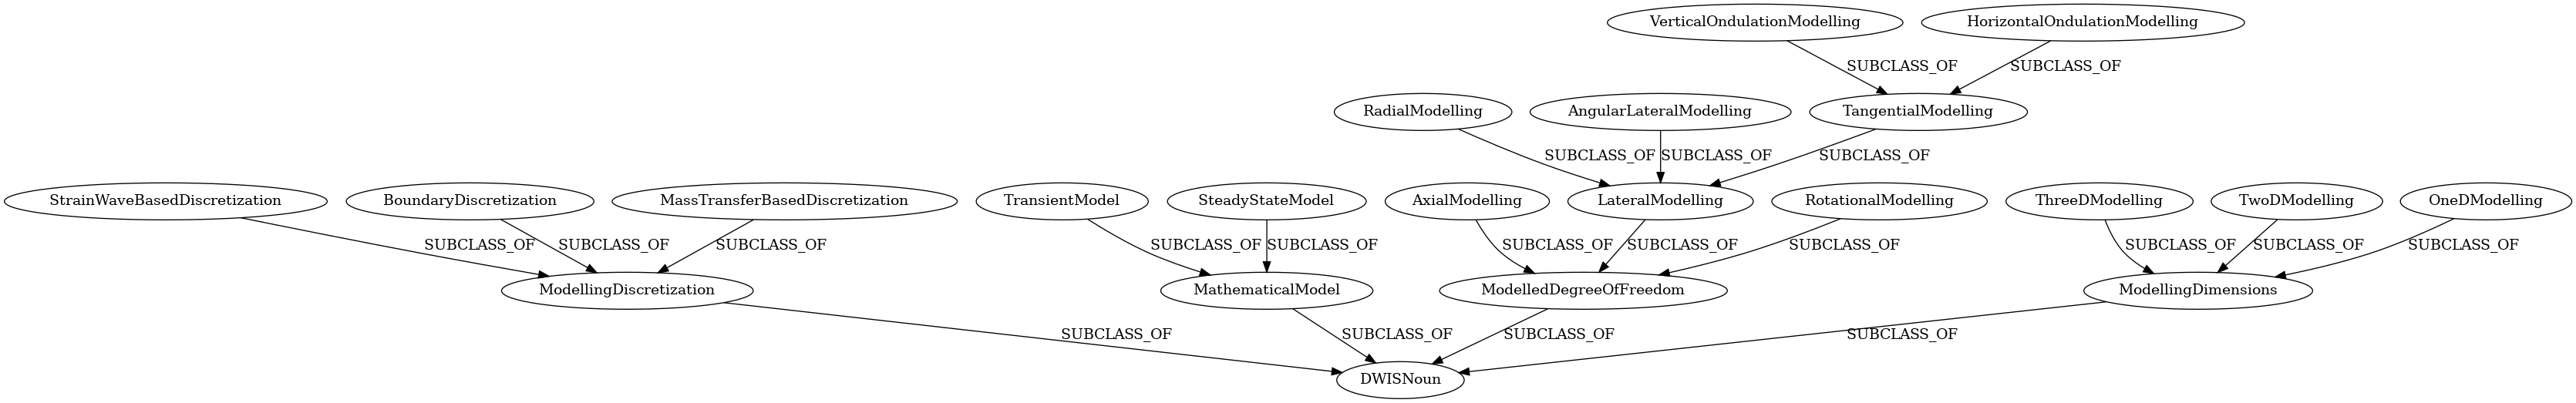 VerticalOndulationModelling
HorizontalOndulationModelling
SUBCLASS_OF
SUBCLASS_OF
RadialModelling
AngularLateralModelling
TangentialModelling
SUBCLASS_OF
SUBCLASS_OF
SUBCLASS_OF
StrainWaveBasedDiscretization
BoundaryDiscretization
MassTransferBasedDiscretization
TransientModel
SteadyStateModel
AxialModelling
LateralModelling
RotationalModelling
ThreeDModelling
TwoDModelling
OneDModelling
SUBCLASS_OF
SUBCLASS_OF
SUBCLASS_OF
SUBCLASS_OF
SUBCLASS_OF
SUBCLASS_OF
SUBCLASS_OF
SUBCLASS_OF
SUBCLASS_OF
SUBCLASS_OF
SUBCLASS_OF
ModellingDiscretization
MathematicalModel
ModelledDegreeOfFreedom
ModellingDimensions
SUBCLASS_OF
SUBCLASS_OF
SUBCLASS_OF
SUBCLASS_OF
DWISNoun